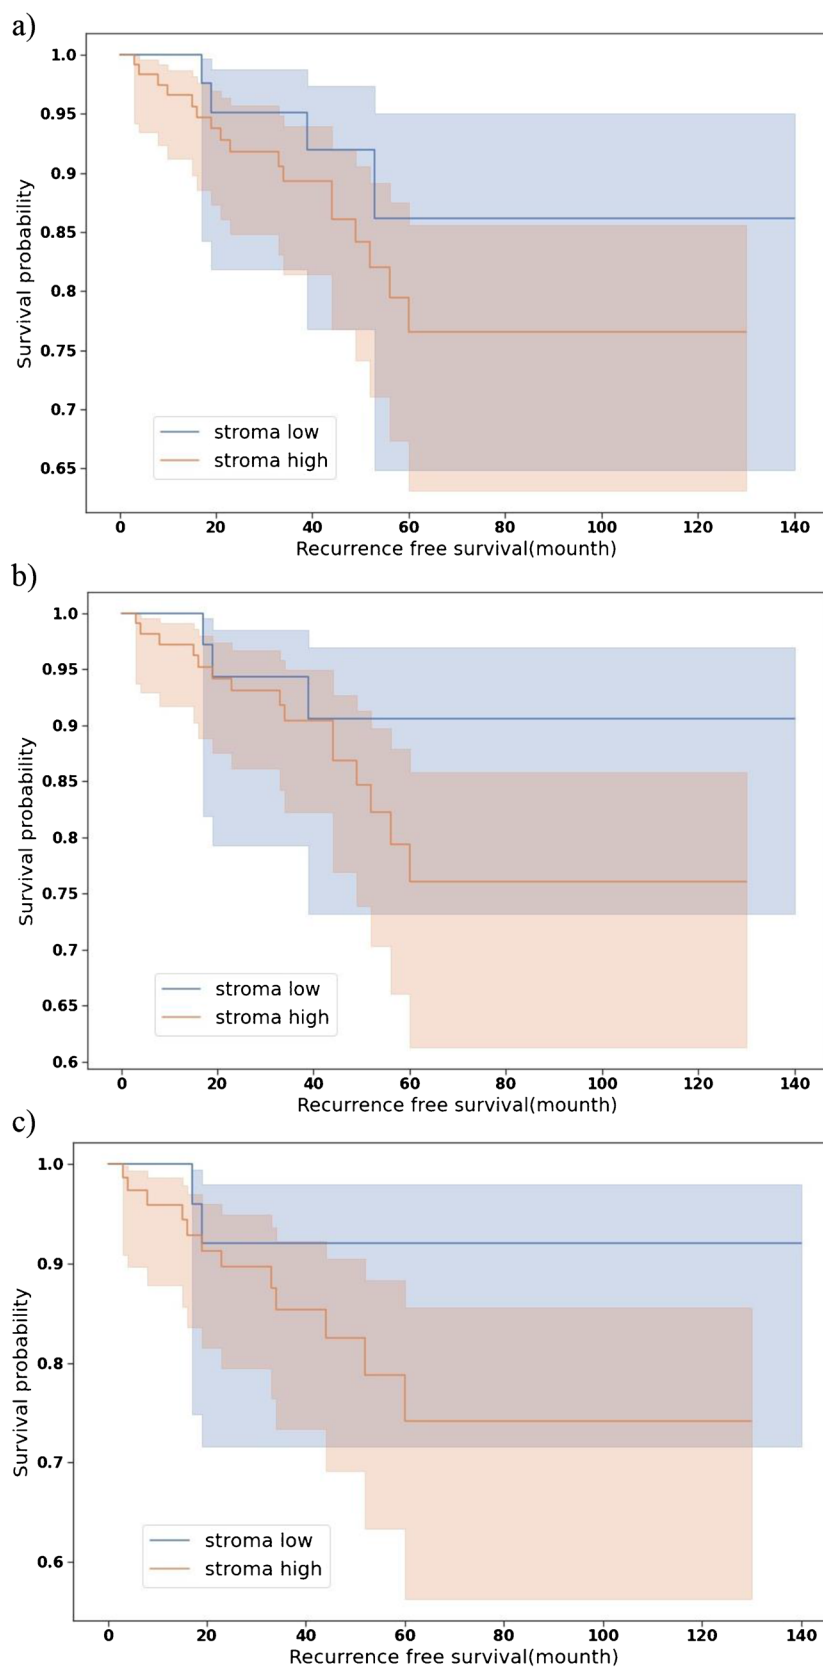 a)
1.0
0.95
0.9
0.85
0.8
0.75
0.7
0.65
Survival probability
stroma low
stroma high
0 20 40 60 80 100 120 140
Recurrence free survival(mounth)
b)
1.0
0.95
0.9
0.85
0.8
0.75
0.7
0.65
0.6
Survival probability
stroma low
stroma high
0 20 40 60 80 100 120 140
Recurrence free survival(mounth)
c)
1.0
0.9
0.8
0.7
0.6
Survival probability
stroma low
stroma high
0 20 40 60 80 100 120 140
Recurrence free survival(mounth)